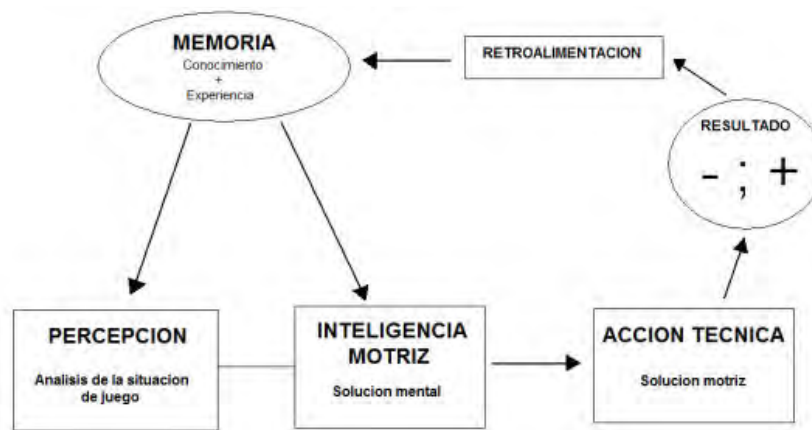 MEMORIA
Conocimiento
+
Experiencia
RETROALIMENTACION
RESULTADO
- ; +
PERCEPCION
Analisis de la situacion
de juego
INTELIGENCIA
MOTRIZ
Solucion mental
ACCION TECNICA
Solucion motriz